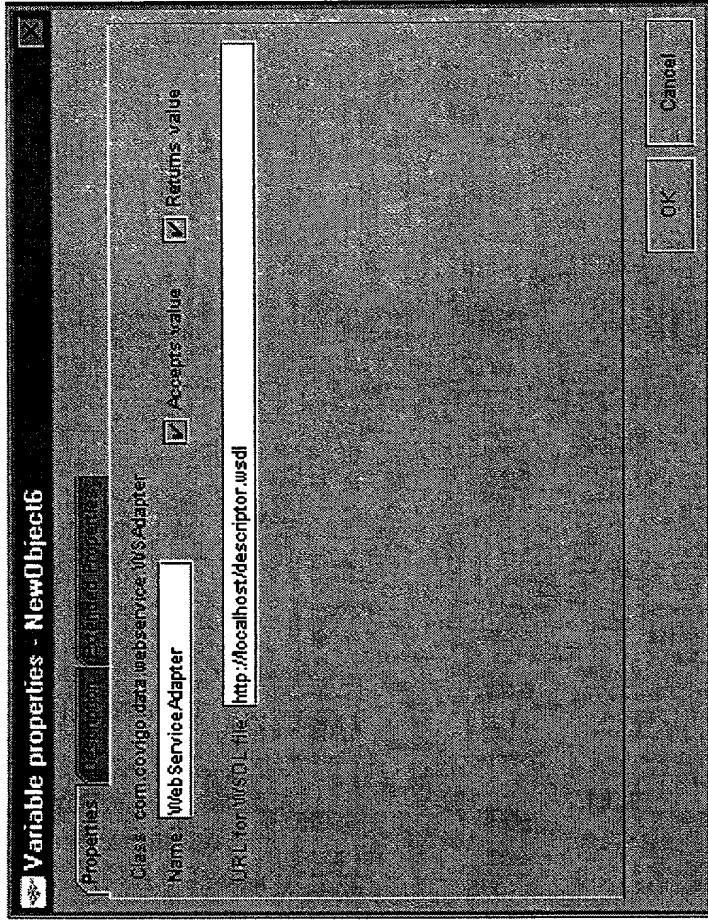 Variable properties - NewObject6
Properties Description Extended Properties
Class: com.covigo.data.webservice.WSAdapter
Name: WebServiceAdapter Accepts value Returns value
URL for WSDL file: http://localhost/descriptor.wsdl
OK Cancel